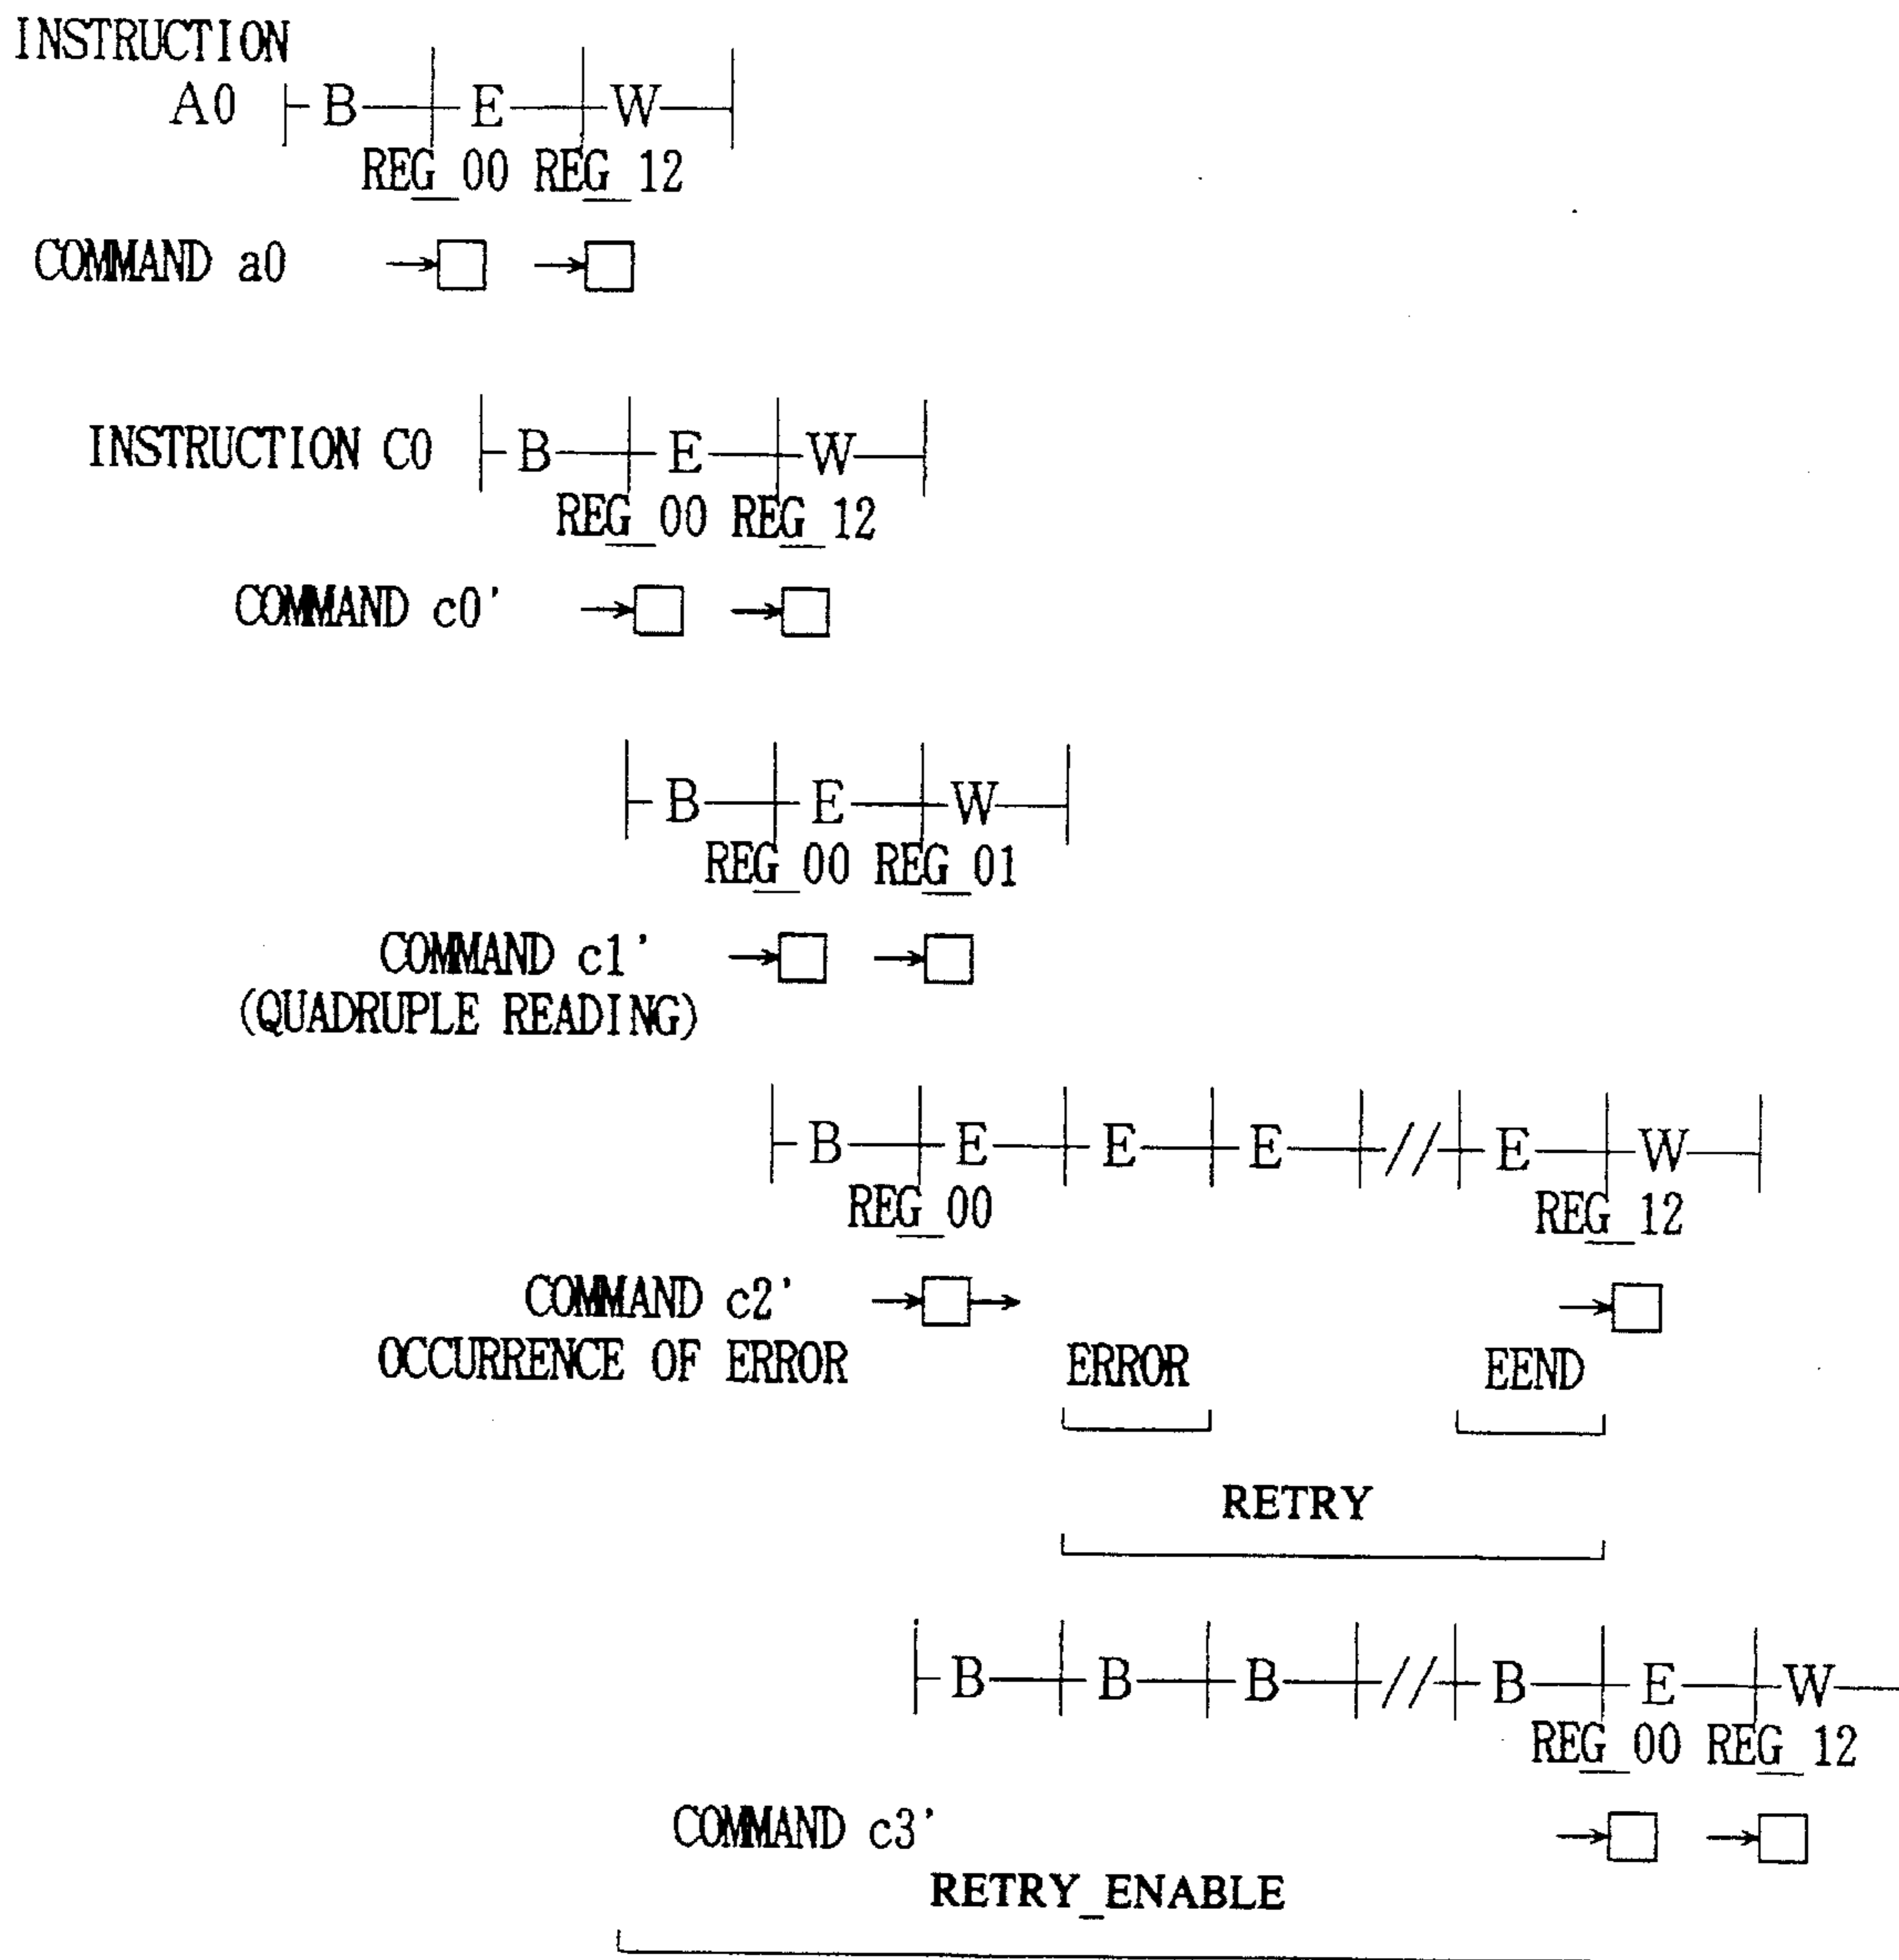 INSTRUCTION
A0 B E W
REG_00 REG_12
COMMAND a0
INSTRUCTION C0 B E W
REG_00 REG_12
COMMAND c0'
B E W
REG_00 REG_01
COMMAND c1'
(QUADRUPLE READING)
B E E E // E W
REG_00 REG_12
COMMAND c2'
OCCURRENCE OF ERROR ERROR EEND
RETRY
B B B // B E W
REG_00 REG_12
COMMAND c3'
RETRY_ENABLE